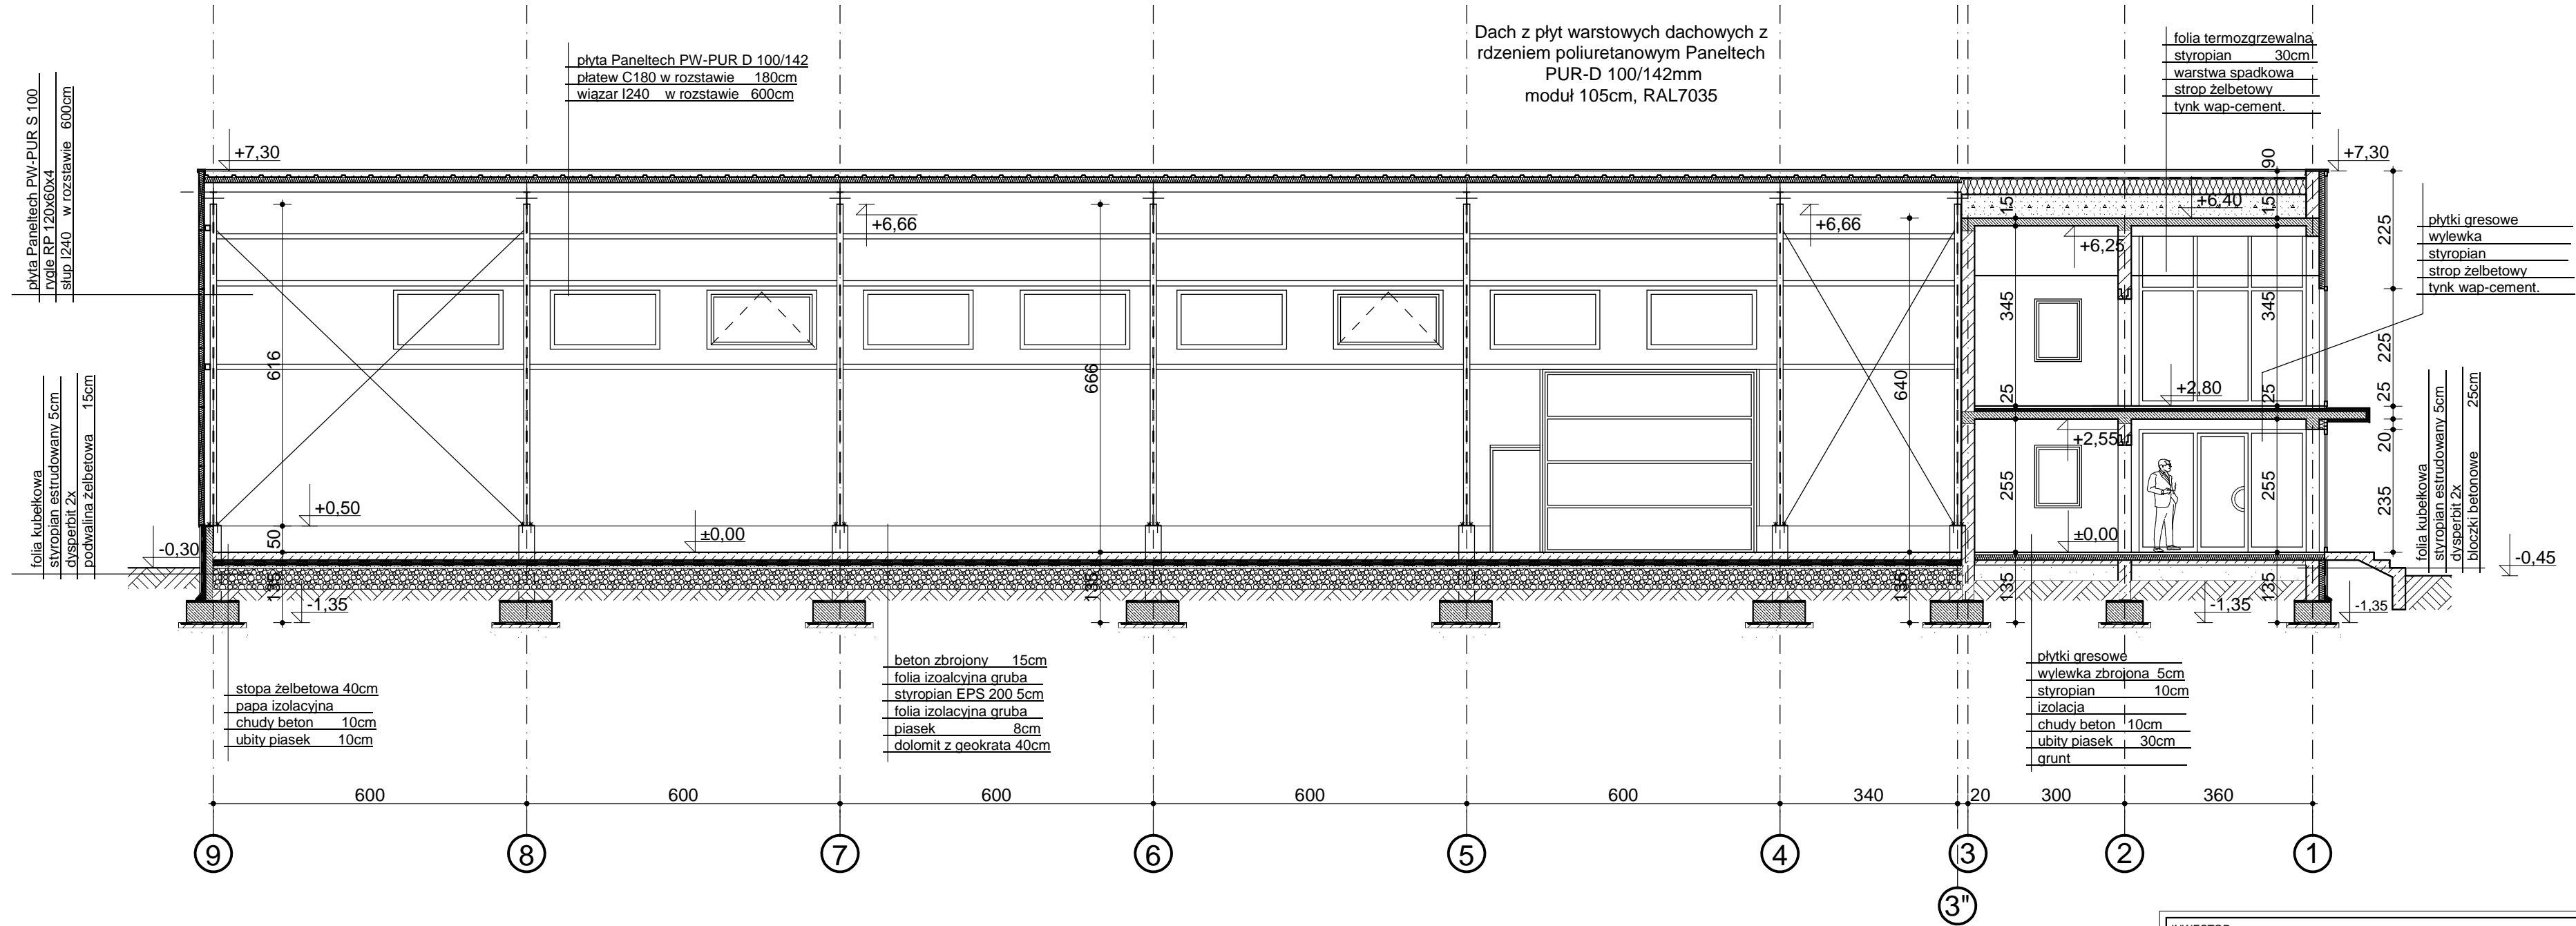 Dach z płyt warstowych dachowych z
rdzeniem poliuretanowym Paneltech
PUR-D 100/142mm
moduł 105cm, RAL7035
płyta Paneltech PW-PUR D 100/142
płatew C180 w rozstawie 180cm
wiązar I240 w rozstawie 600cm
folia termozgrzewalna
styropian 30cm
warstwa spadkowa
strop żelbetowy
tynk wap-cement.
płyta Paneltech PW-PUR S 100
rygle RP 120x60x4
słup I240 w rozstawie 600cm
+7,30
90
+7,30
+6,66
+6,66
15
+6,40
15
+6,25
225
płytki gresowe
wylewka
styropian
strop żelbetowy
tynk wap-cement.
616
666
640
345
345
225
25
+2,80
25
25
+2,55
20
255
255
235
folia kubełkowa
styropian estrudowany 5cm
dysperbit 2x
podwalina żelbetowa 15cm
folia kubełkowa
styropian estrudowany 5cm
dysperbit 2x
bloczki betonowe 25cm
+0,50
50
±0,00
±0,00
-0,30
-0,45
135
-1,35
135
135
135
-1,35
135
-1,35
stopa żelbetowa 40cm
papa izolacyjna
chudy beton 10cm
ubity piasek 10cm
beton zbrojony 15cm
folia izoalcyjna gruba
styropian EPS 200 5cm
folia izolacyjna gruba
piasek 8cm
dolomit z geokrata 40cm
płytki gresowe
wylewka zbrojona 5cm
styropian 10cm
izolacja
chudy beton 10cm
ubity piasek 30cm
grunt
600 600 600 600 600 340 20 300 360
9 8 7 6 5 4 3 2 1
3"